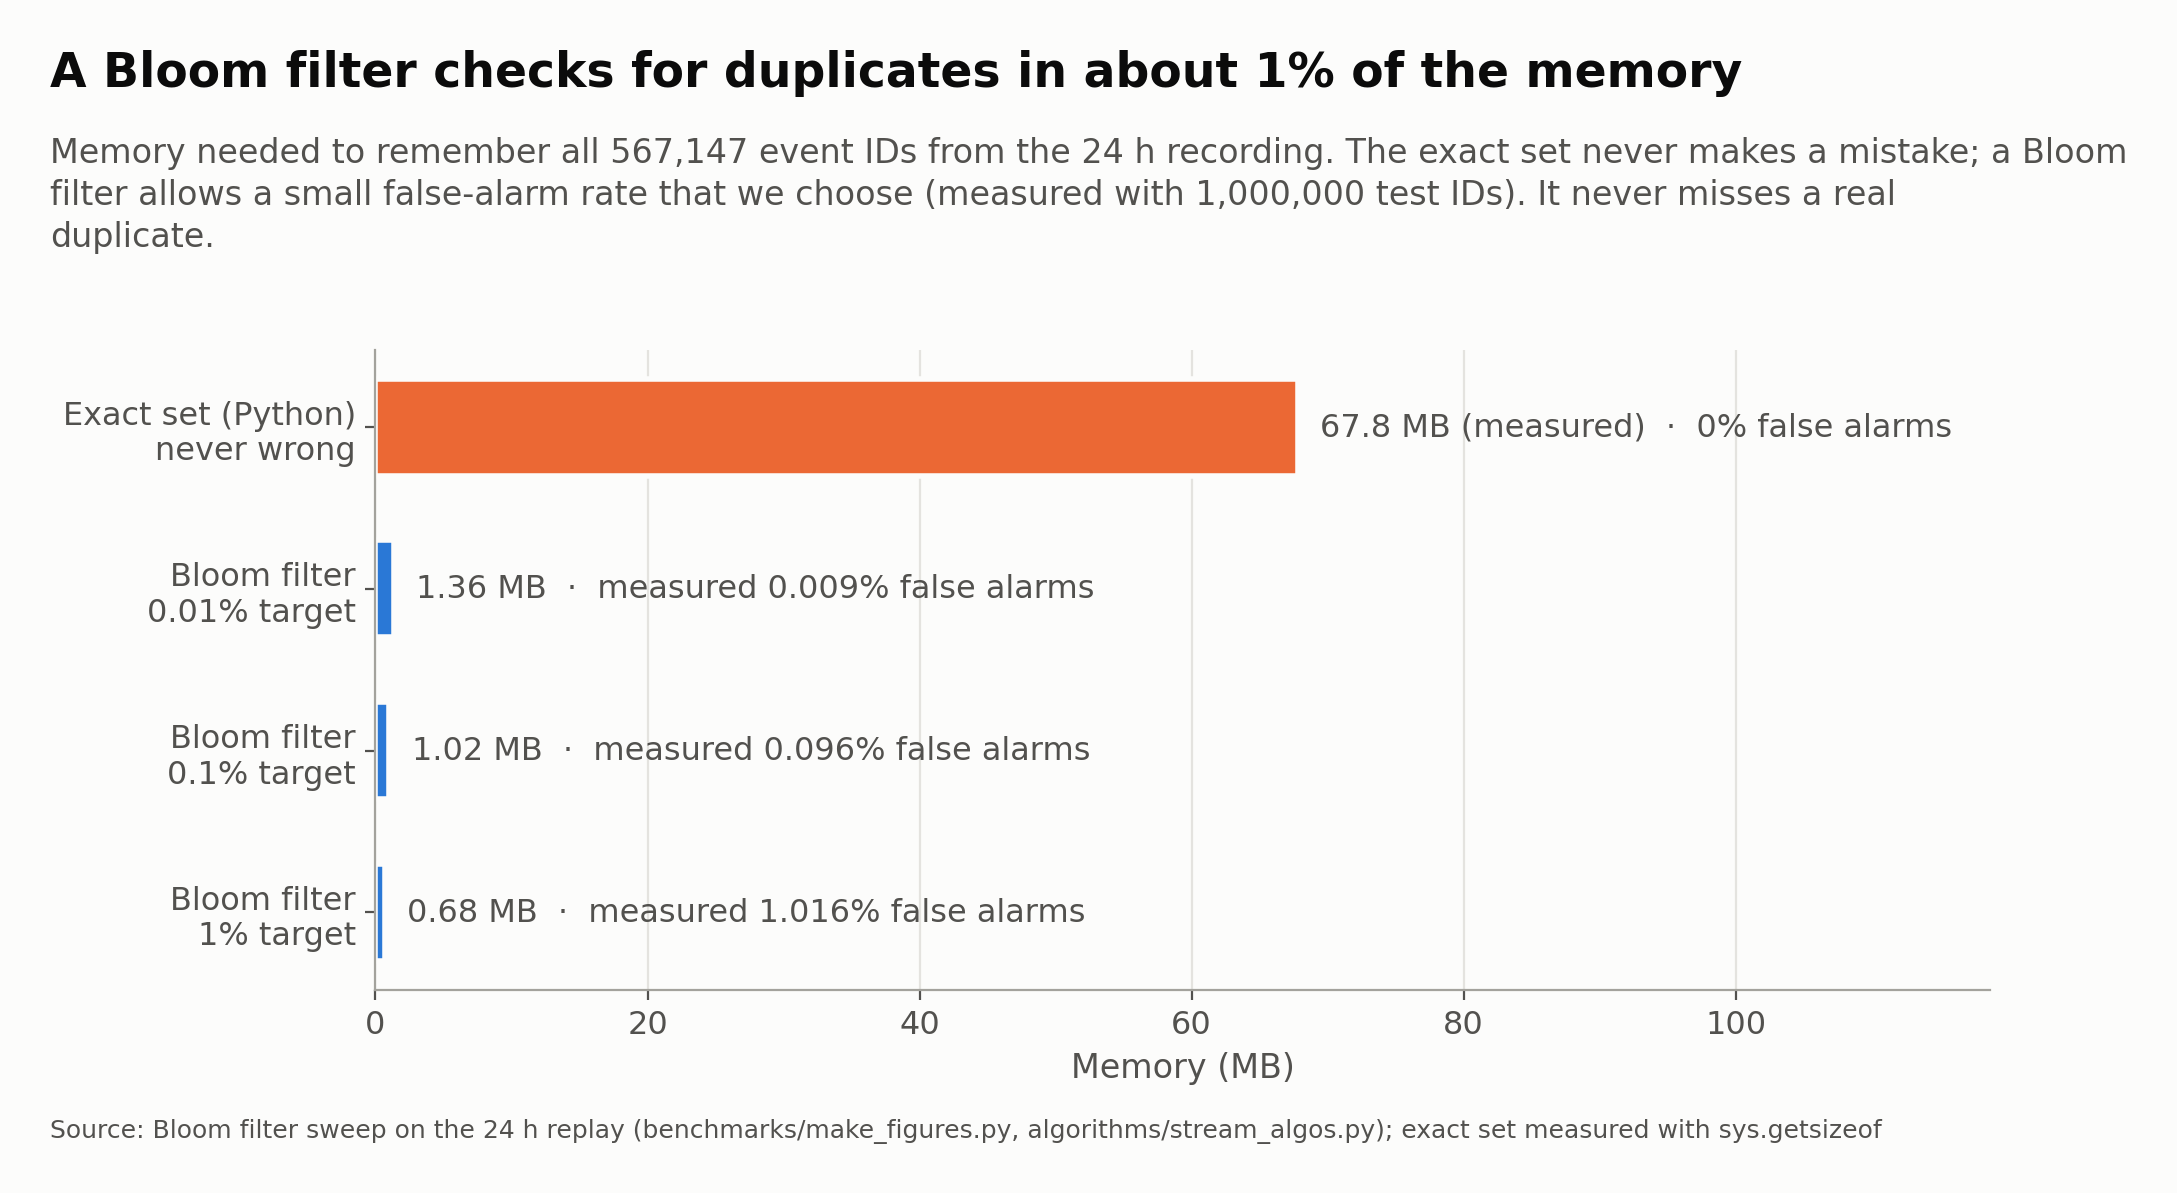 A Bloom filter checks for duplicates in about 1% of the memory
Memory needed to remember all 567,147 event IDs from the 24 h recording. The exact set never makes a mistake; a Bloom
filter allows a small false-alarm rate that we choose (measured with 1,000,000 test IDs). It never misses a real
duplicate.
Exact set (Python)
never wrong
67.8 MB (measured) · 0% false alarms
Bloom filter
0.01% target
1.36 MB · measured 0.009% false alarms
Bloom filter
0.1% target
1.02 MB · measured 0.096% false alarms
Bloom filter
1% target
0.68 MB · measured 1.016% false alarms
0 20 40 60 80 100
Memory (MB)
Source: Bloom filter sweep on the 24 h replay (benchmarks/make_figures.py, algorithms/stream_algos.py); exact set measured with sys.getsizeof